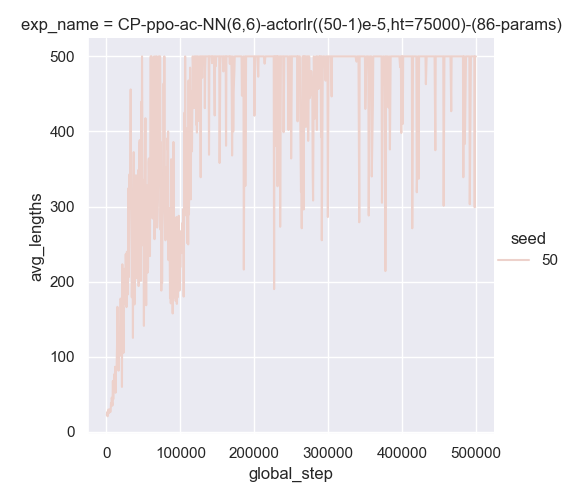 exp_name = CP-ppo-ac-NN(6,6)-actorlr((50-1)e-5,ht=75000)-(86-params)
500
400
300
200
100
0
avg_lengths
0 100000 200000 300000 400000 500000
global_step
seed
50